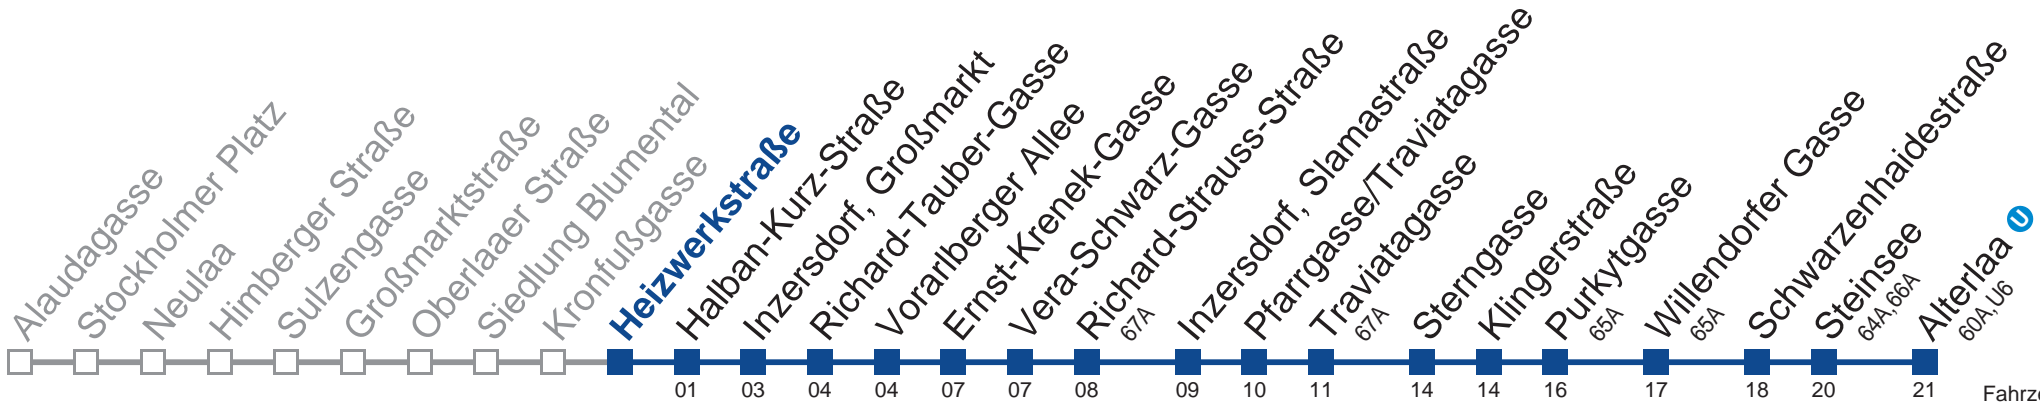 Alaudagasse
Stockholmer Platz
Neulaa
Himberger Straße
Sulzengasse
Großmarktstraße
Oberlaaer Straße
Siedlung Blumental
Kronfußgasse
Heizwerkstraße
Halban-Kurz-Straße
Inzersdorf, Großmarkt
Richard-Tauber-Gasse
Vorarlberger Allee
Ernst-Krenek-Gasse
Vera-Schwarz-Gasse
Richard-Strauss-Straße
67A
Inzersdorf, Slamastraße
Pfarrgasse/Traviatagasse
Traviatagasse
67A
Sterngasse
Klingerstraße
Purkytgasse
65A
Willendorfer Gasse
65A
Schwarzenhaidestraße
Steinsee
64A, 66A
Alterlaa U
60A, U6
01 03 04 04 07 07 08 09 10 11 14 14 16 17 18 20 21 Fahrze